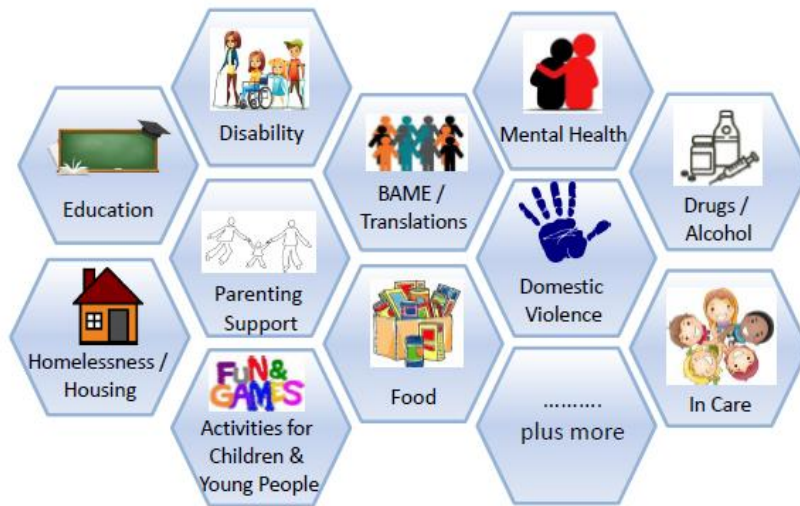 Education
Disability
BAME /
Translations
Mental Health
Drugs /
Alcohol
Homelessness /
Housing
Parenting
Support
Food
Domestic
Violence
In Care
FUN&
GAMES
Activities for
Children &
Young People
..........
plus more